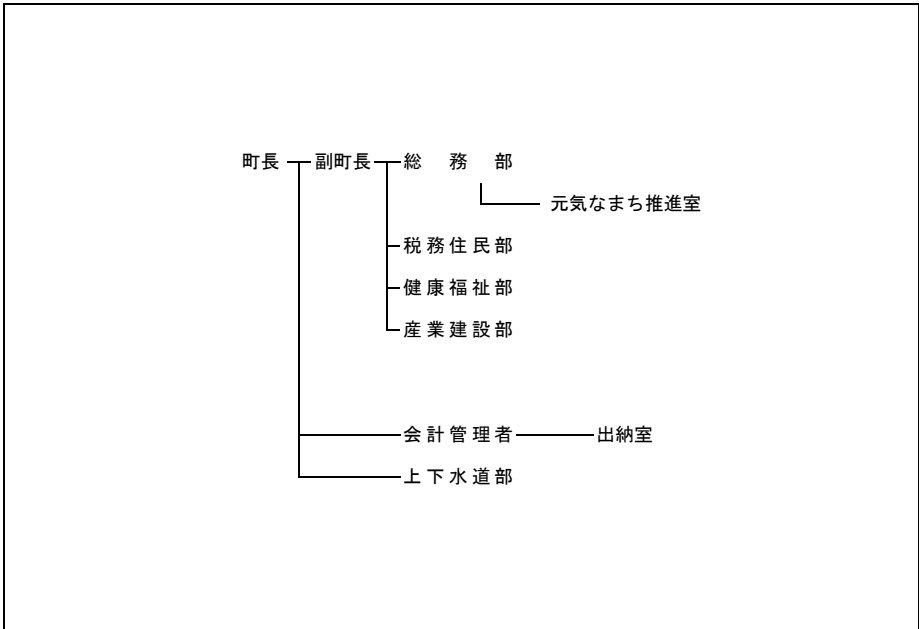 町長 副町長 総務部
元気なまち推進室
税務住民部
健康福祉部
産業建設部
会計管理者 出納室
上下水道部